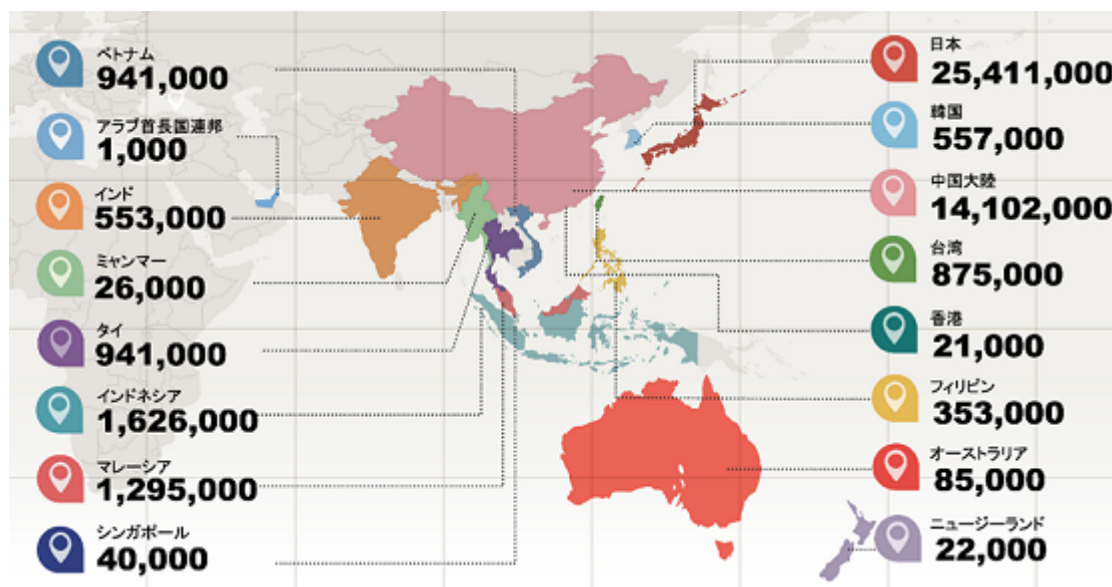 ベトナム
941,000
アラブ首長国連邦
1,000
インド
553,000
ミャンマー
26,000
タイ
941,000
インドネシア
1,626,000
マレーシア
1,295,000
シンガポール
40,000
日本
25,411,000
韓国
557,000
中国大陸
14,102,000
台湾
875,000
香港
21,000
フィリピン
353,000
オーストラリア
85,000
ニュージーランド
22,000